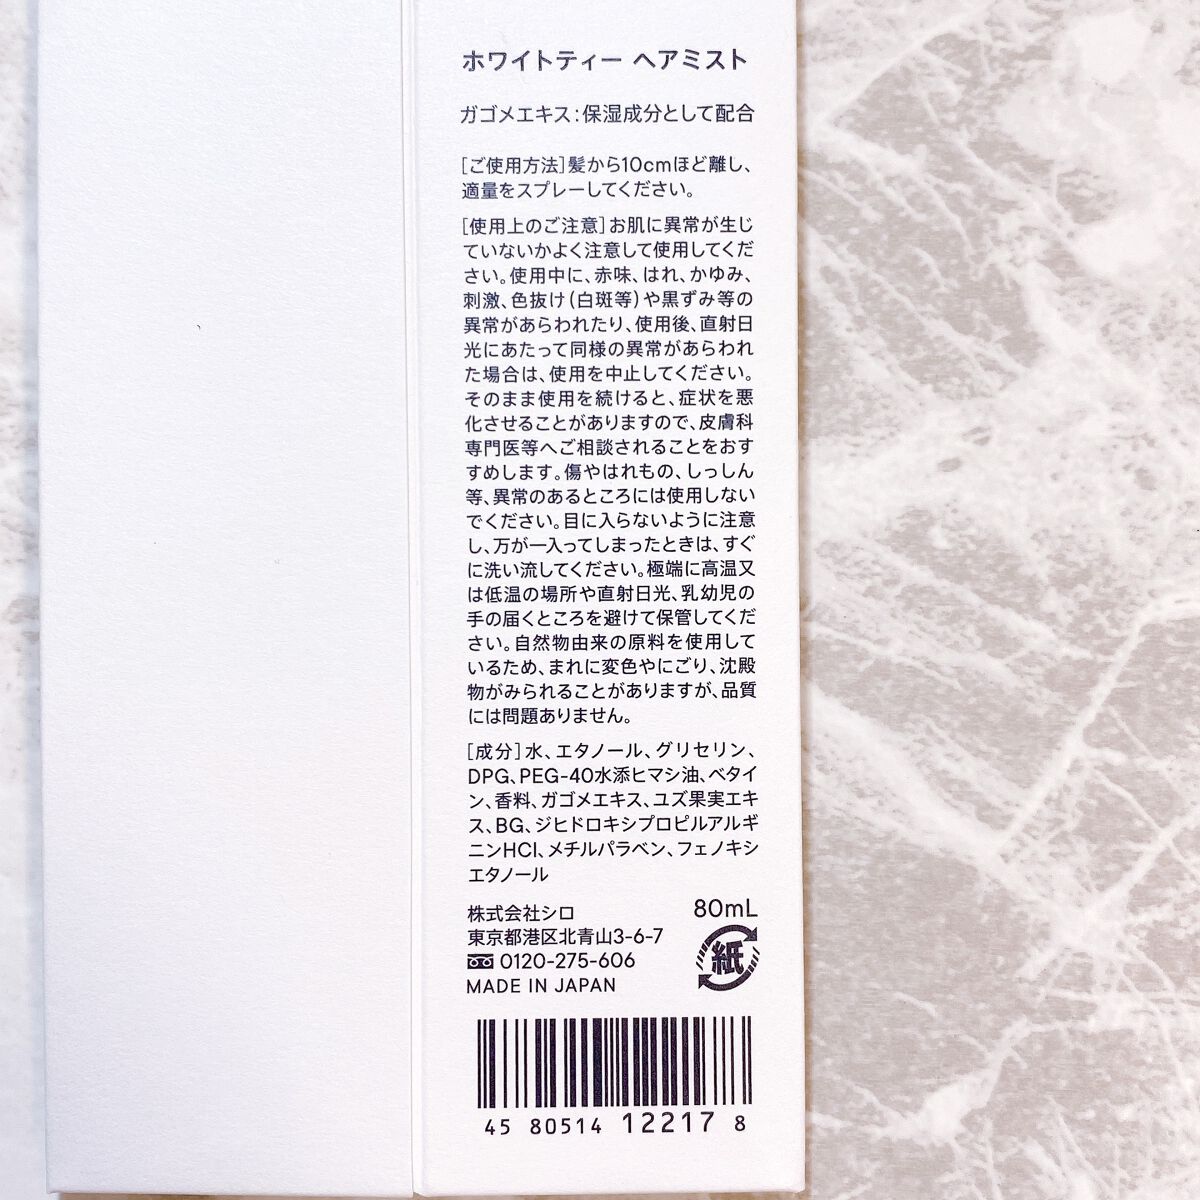 ホワイトティー ヘアミスト
ガゴメエキス:保湿成分として配合
[ご使用方法]髪から10cmほど離し、
適量をスプレーしてください。
[使用上のご注意]お肌に異常が生じ
ていないかよく注意して使用してくだ
さい。使用中に、赤味、はれ、かゆみ、
刺激、色抜け(白斑等)や黒ずみ等の
異常があらわれたり、使用後、直射日
光にあたって同様の異常があらわれ
た場合は、使用を中止してください。
そのまま使用を続けると、症状を悪
化させることがありますので、皮膚科
専門医等へご相談されることをおす
すめします。傷やはれもの、しっしん
等、異常のあるところには使用しない
でください。目に入らないように注意
し、万が一入ってしまったときは、すぐ
に洗い流してください。極端に高温又
は低温の場所や直射日光、乳幼児の
手の届くところを避けて保管してくだ
さい。自然物由来の原料を使用して
いるため、まれに変色やにごり、沈殿
物がみられることがありますが、品質
には問題ありません。
[成分]水、エタノール、グリセリン、
DPG、PEG-40水添ヒマシ油、ベタイ
ン、香料、ガゴメエキス、ユズ果実エキ
ス、BG、ジヒドロキシプロピルアルギ
ニンHCl、メチルパラベン、フェノキシ
エタノール
株式会社シロ 80mL
東京都港区北青山3-6-7
0120-275-606
紙
MADE IN JAPAN
45 80514 12217 8